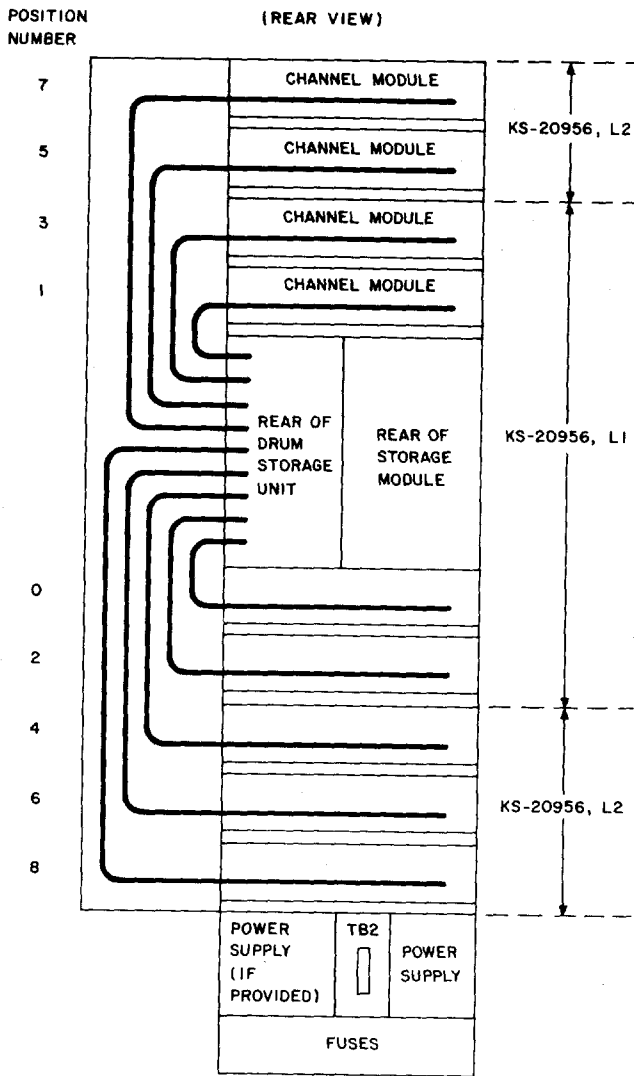 POSITION
NUMBER
(REAR VIEW)
7
CHANNEL MODULE
KS-20956, L2
5
CHANNEL MODULE
3
CHANNEL MODULE
1
CHANNEL MODULE
REAR OF
DRUM
STORAGE
UNIT
REAR OF
STORAGE
MODULE
KS-20956, L1
0
2
4
6
KS-20956, L2
8
POWER
SUPPLY
(IF
PROVIDED)
TB2
POWER
SUPPLY
FUSES